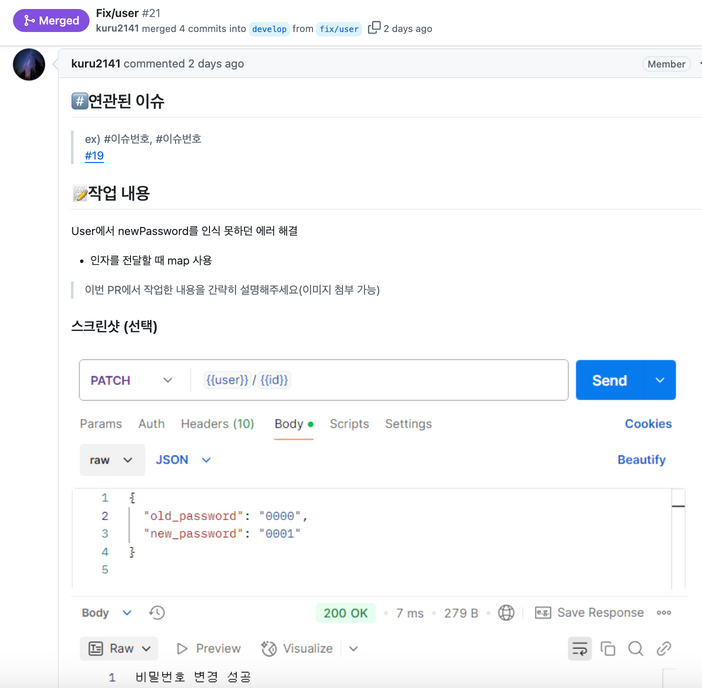 Merged
Fix/user #21
kuru2141 merged 4 commits into develop from fix/user 2 days ago
kuru2141 commented 2 days ago
Member
#️⃣연관된 이슈
ex) #이슈번호, #이슈번호
#19
📝작업 내용
User에서 newPassword를 인식 못하던 에러 해결
• 인자를 전달할 때 map 사용
이번 PR에서 작업한 내용을 간략히 설명해주세요(이미지 첨부 가능)
스크린샷 (선택)
PATCH {{user}} / {{id}} Send
Params Auth Headers (10) Body Scripts Settings Cookies
raw JSON Beautify
1 {
2 "old_password": "0000",
3 "new_password": "0001"
4 }
5
Body 200 OK • 7 ms • 279 B • e.g. Save Response
Raw Preview Visualize
1 비밀번호 변경 성공